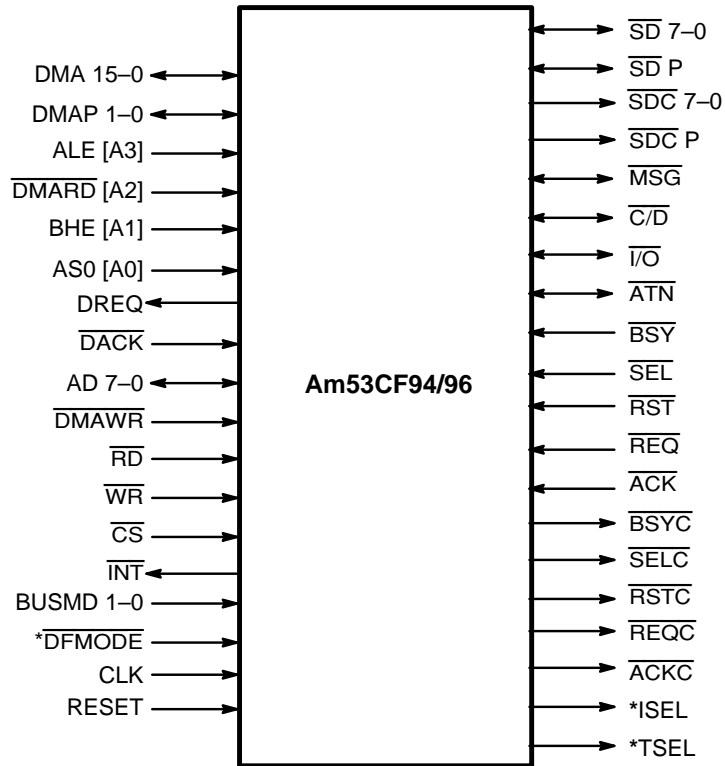 DMA 15–0
DMAP 1–0
ALE [A3]
DMARD [A2]
BHE [A1]
AS0 [A0]
DREQ
DACK
AD 7–0
DMAWR
RD
WR
CS
INT
BUSMD 1–0
*DFMODE
CLK
RESET
Am53CF94/96
SD 7–0
SD P
SDC 7–0
SDC P
MSG
C/D
I/O
ATN
BSY
SEL
RST
REQ
ACK
BSYC
SELC
RSTC
REQC
ACKC
*ISEL
*TSEL